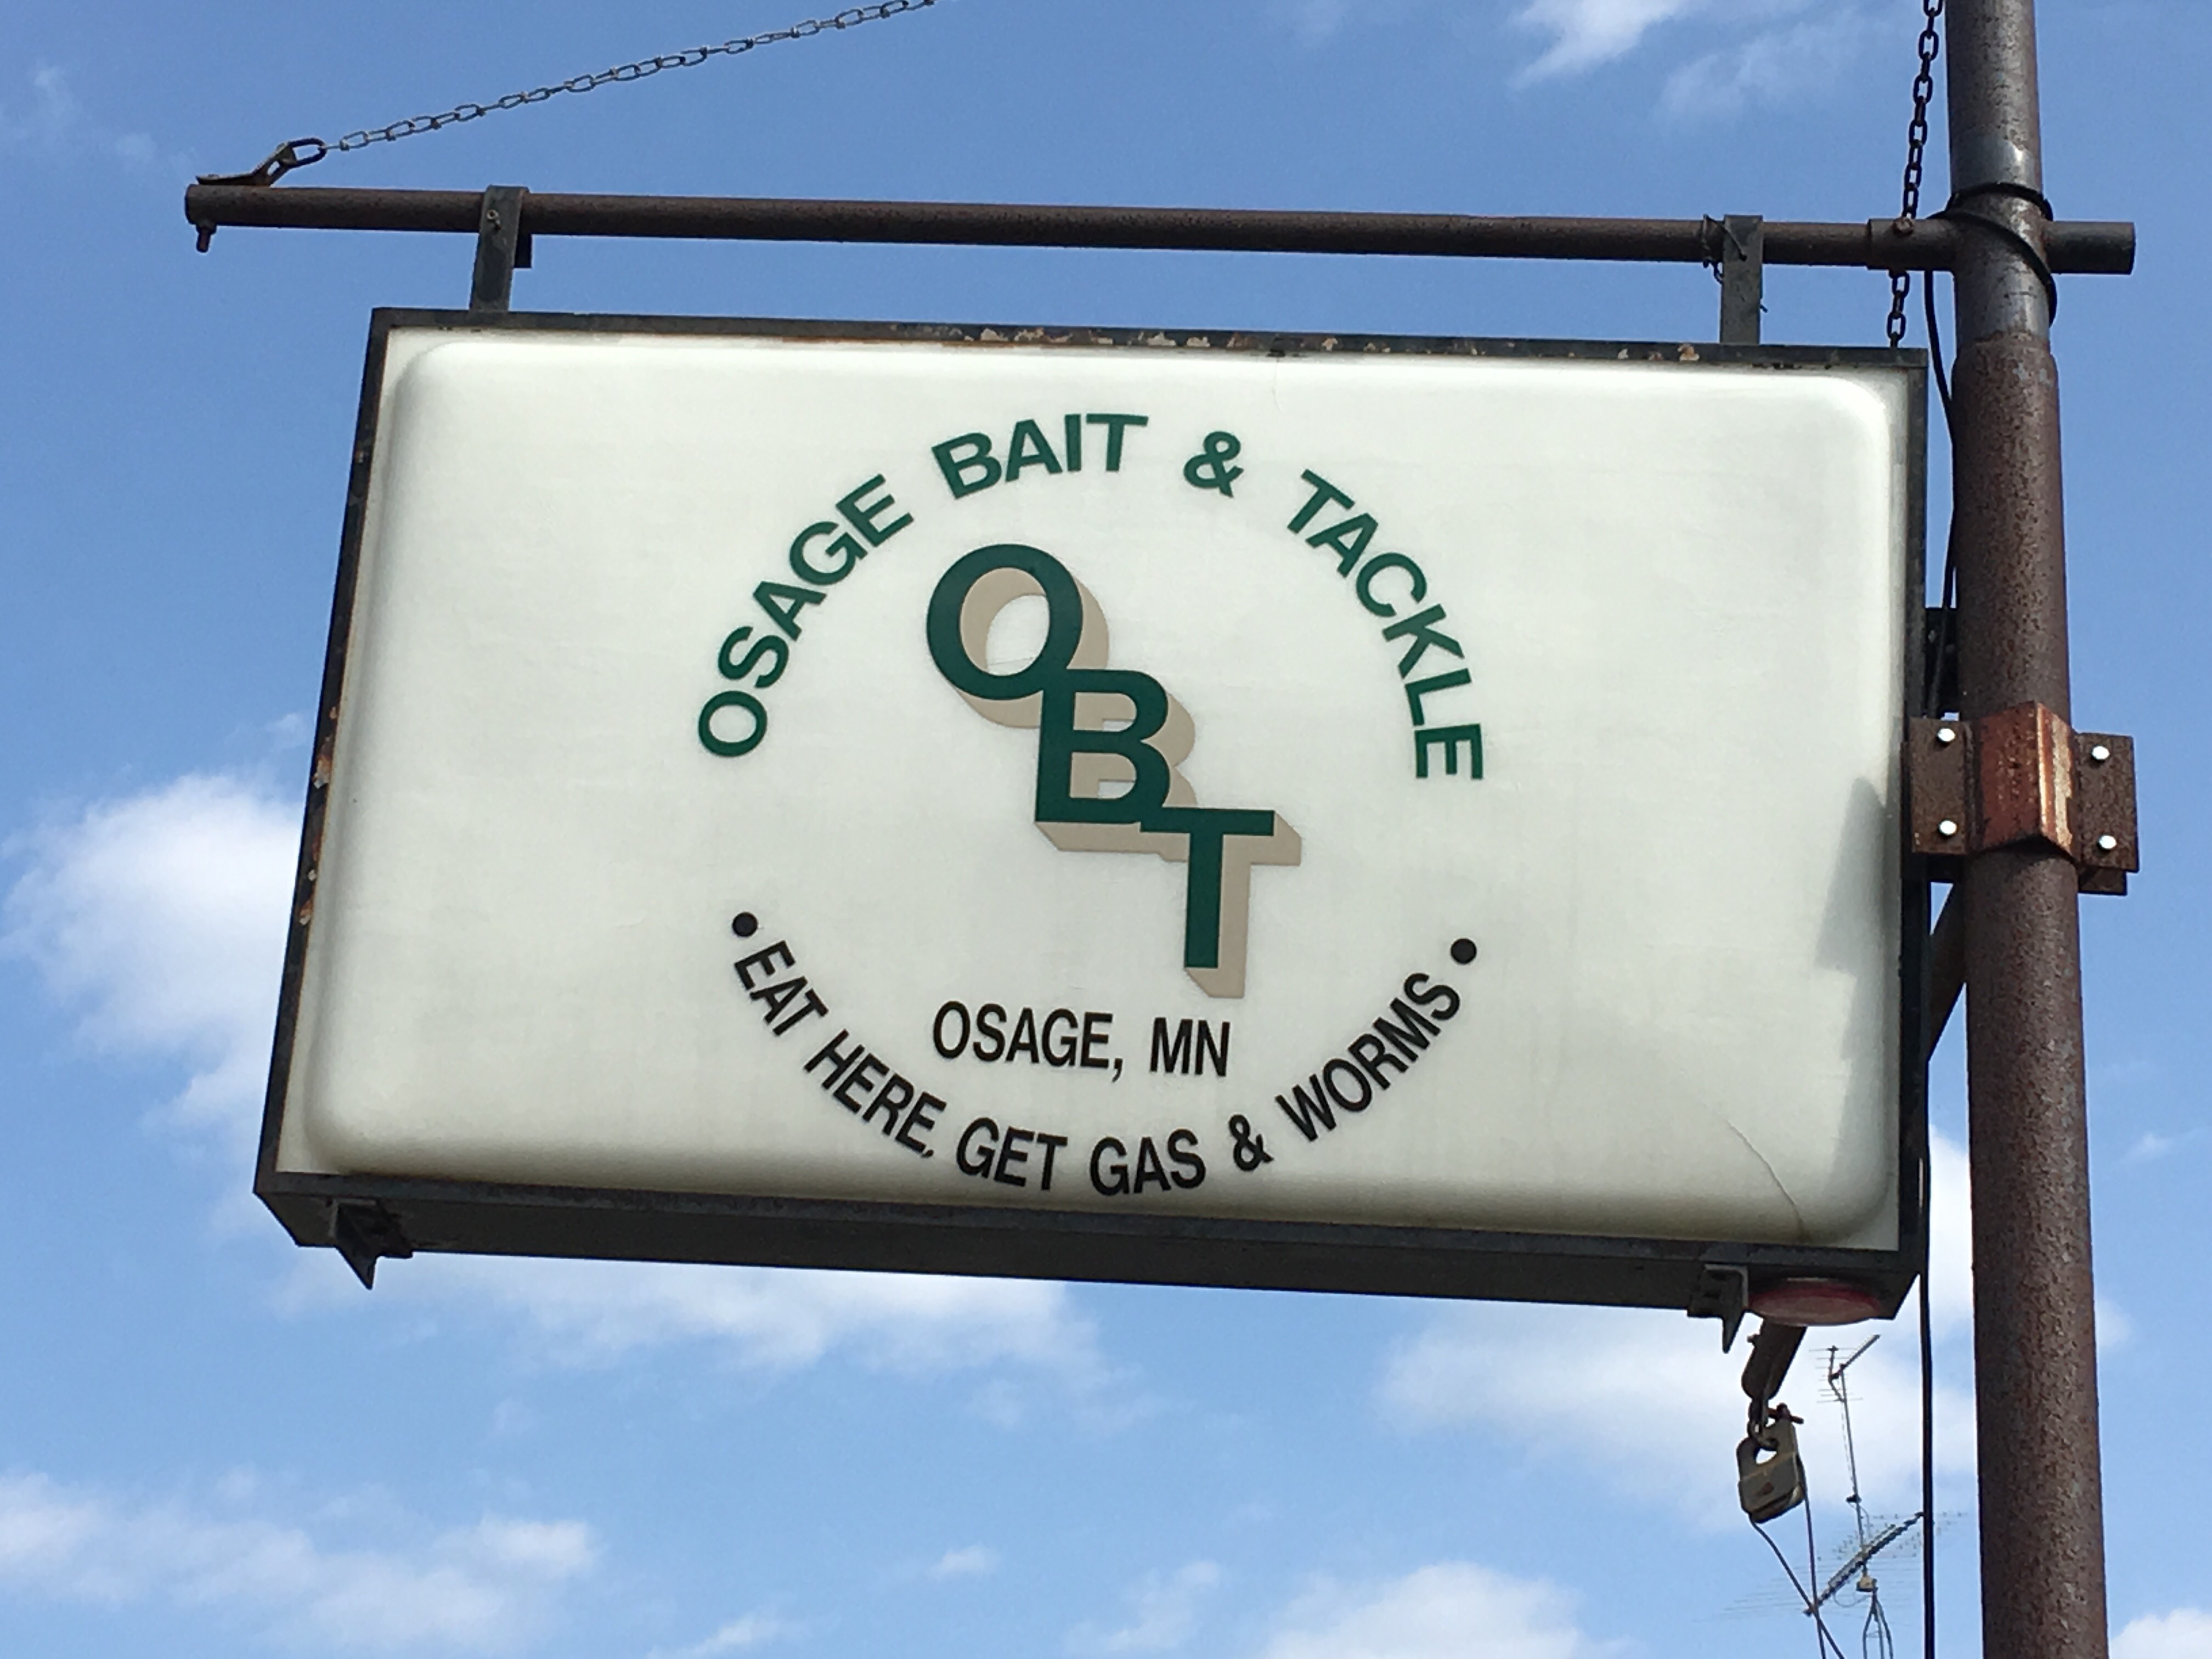 OSAGE BAIT & TACKLE
OBT
OSAGE, MN
• EAT HERE, GET GAS & WORMS •